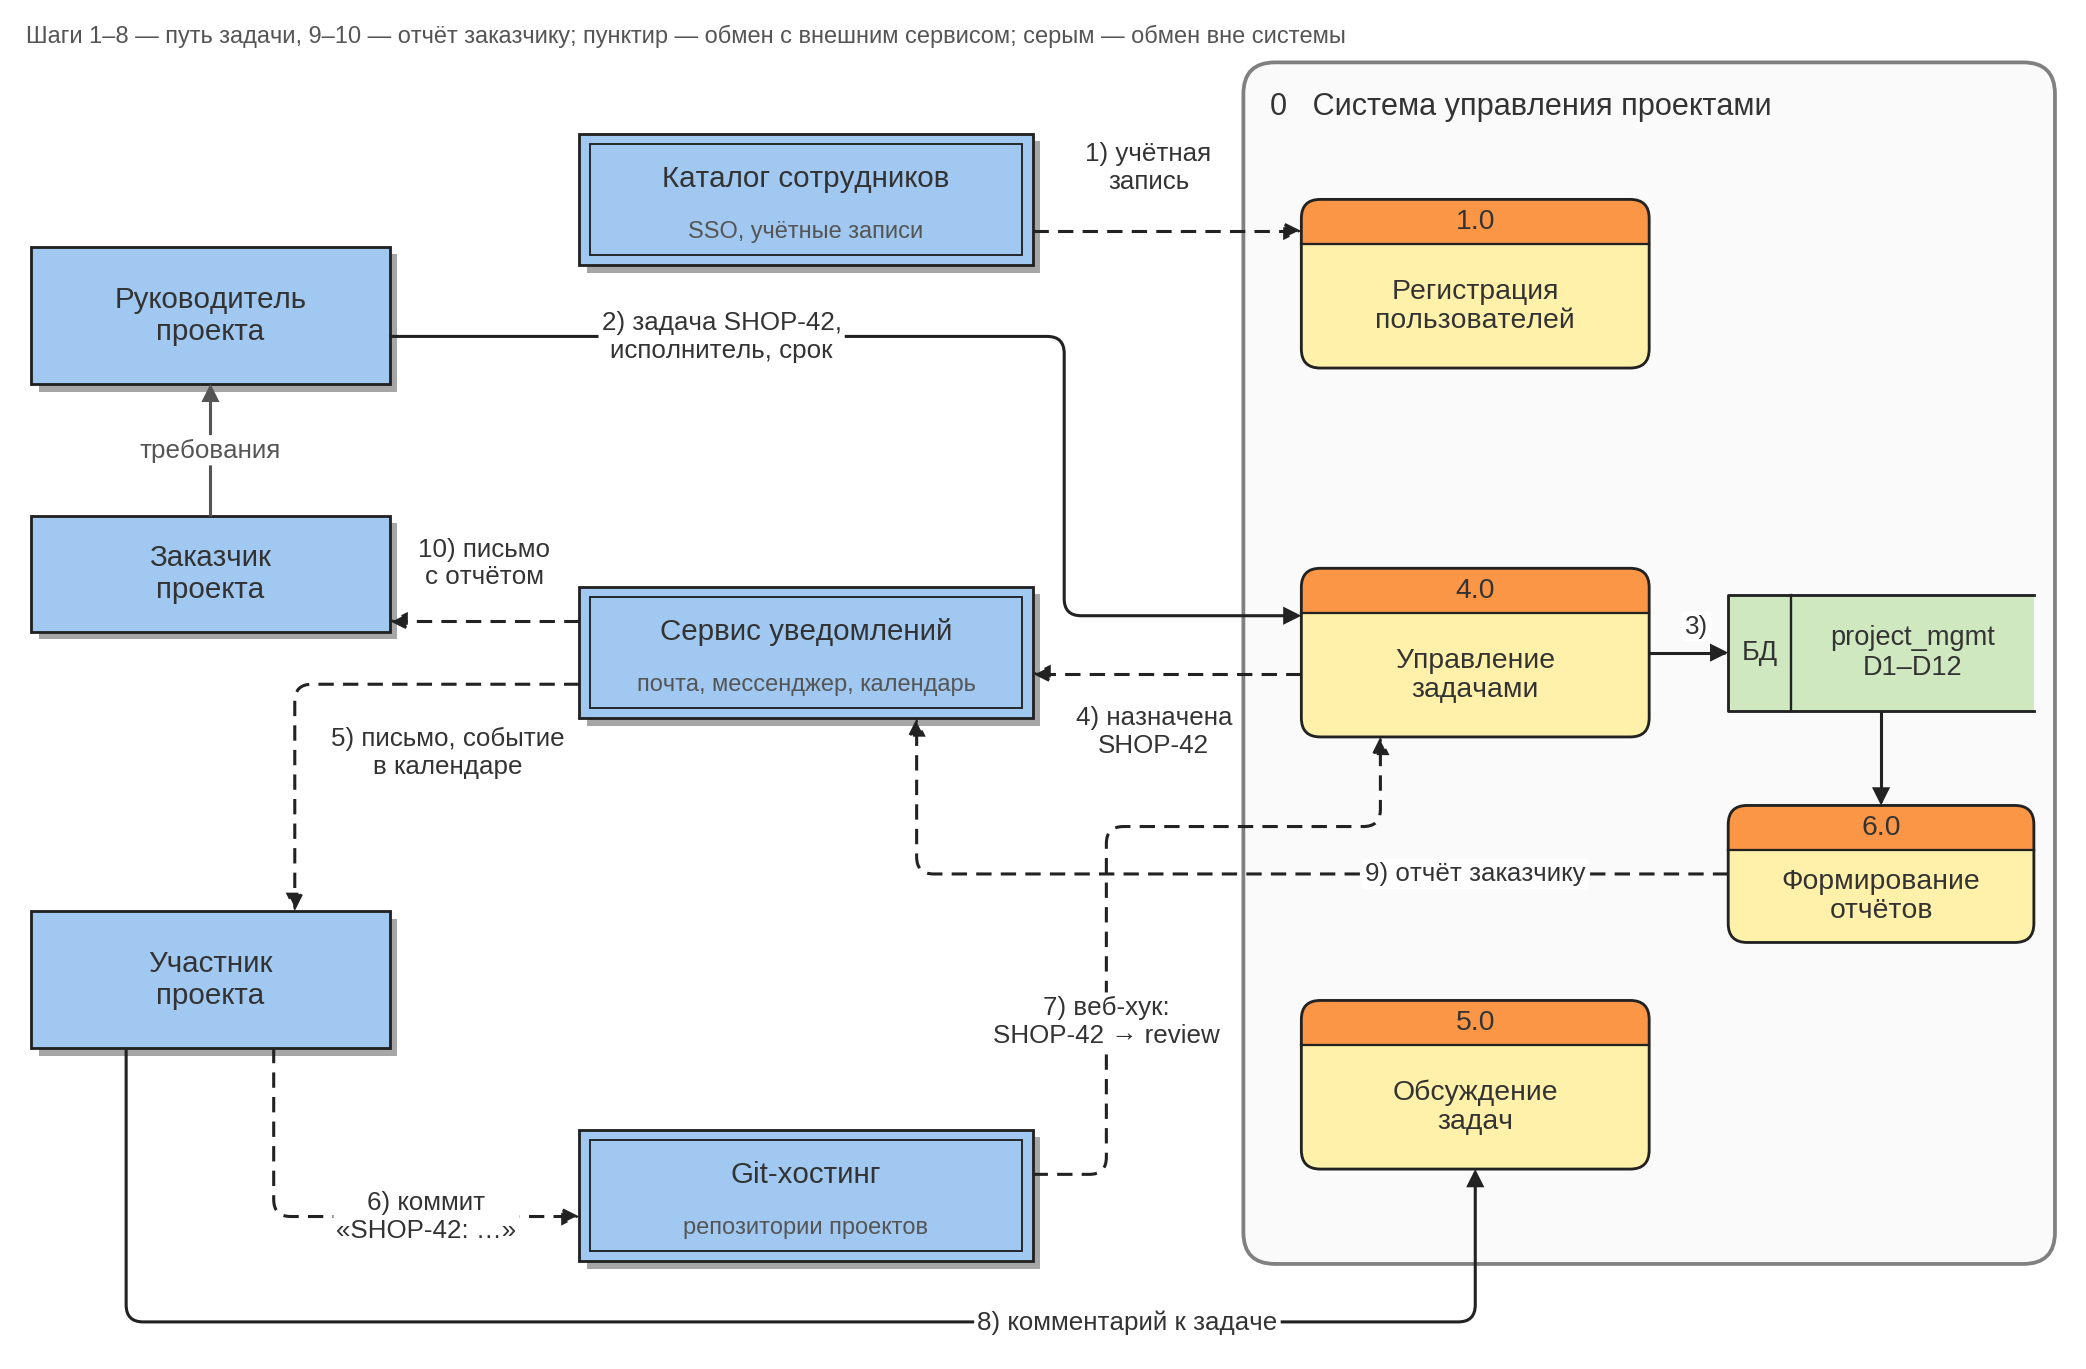 Шаги 1–8 — путь задачи, 9–10 — отчёт заказчику; пунктир — обмен с внешним сервисом; серым — обмен вне системы
0 Система управления проектами
Каталог сотрудников
SSO, учётные записи
1) учётная
запись
1.0
Регистрация
пользователей
Руководитель
проекта
2) задача SHOP-42,
исполнитель, срок
требования
Заказчик
проекта
10) письмо
с отчётом
Сервис уведомлений
почта, мессенджер, календарь
4.0
Управление
задачами
3)
БД
project_mgmt
D1–D12
4) назначена
SHOP-42
5) письмо, событие
в календаре
6.0
Формирование
отчётов
9) отчёт заказчику
Участник
проекта
7) веб-хук:
SHOP-42 → review
5.0
Обсуждение
задач
Git-хостинг
репозитории проектов
6) коммит
«SHOP-42: …»
8) комментарий к задаче